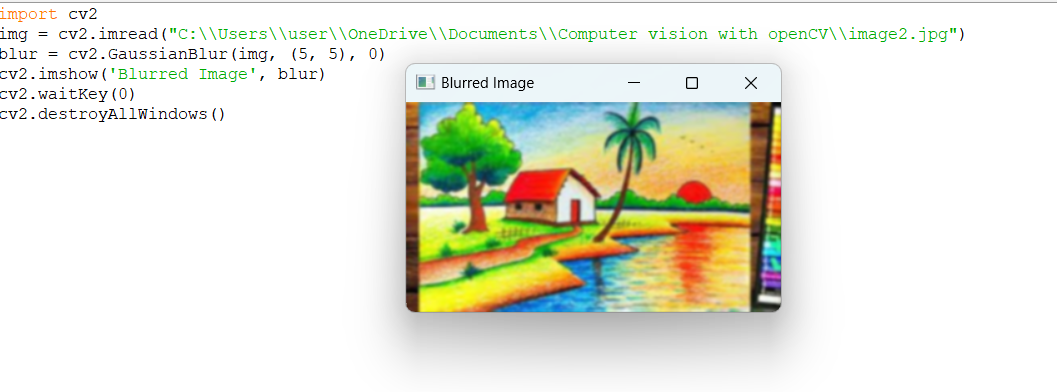 import cv2
img = cv2.imread("C:\\Users\\user\\OneDrive\\Documents\\Computer vision with openCV\\image2.jpg")
blur = cv2.GaussianBlur(img, (5, 5), 0)
cv2.imshow('Blurred Image', blur)
cv2.waitKey(0)
cv2.destroyAllWindows()
Blurred Image